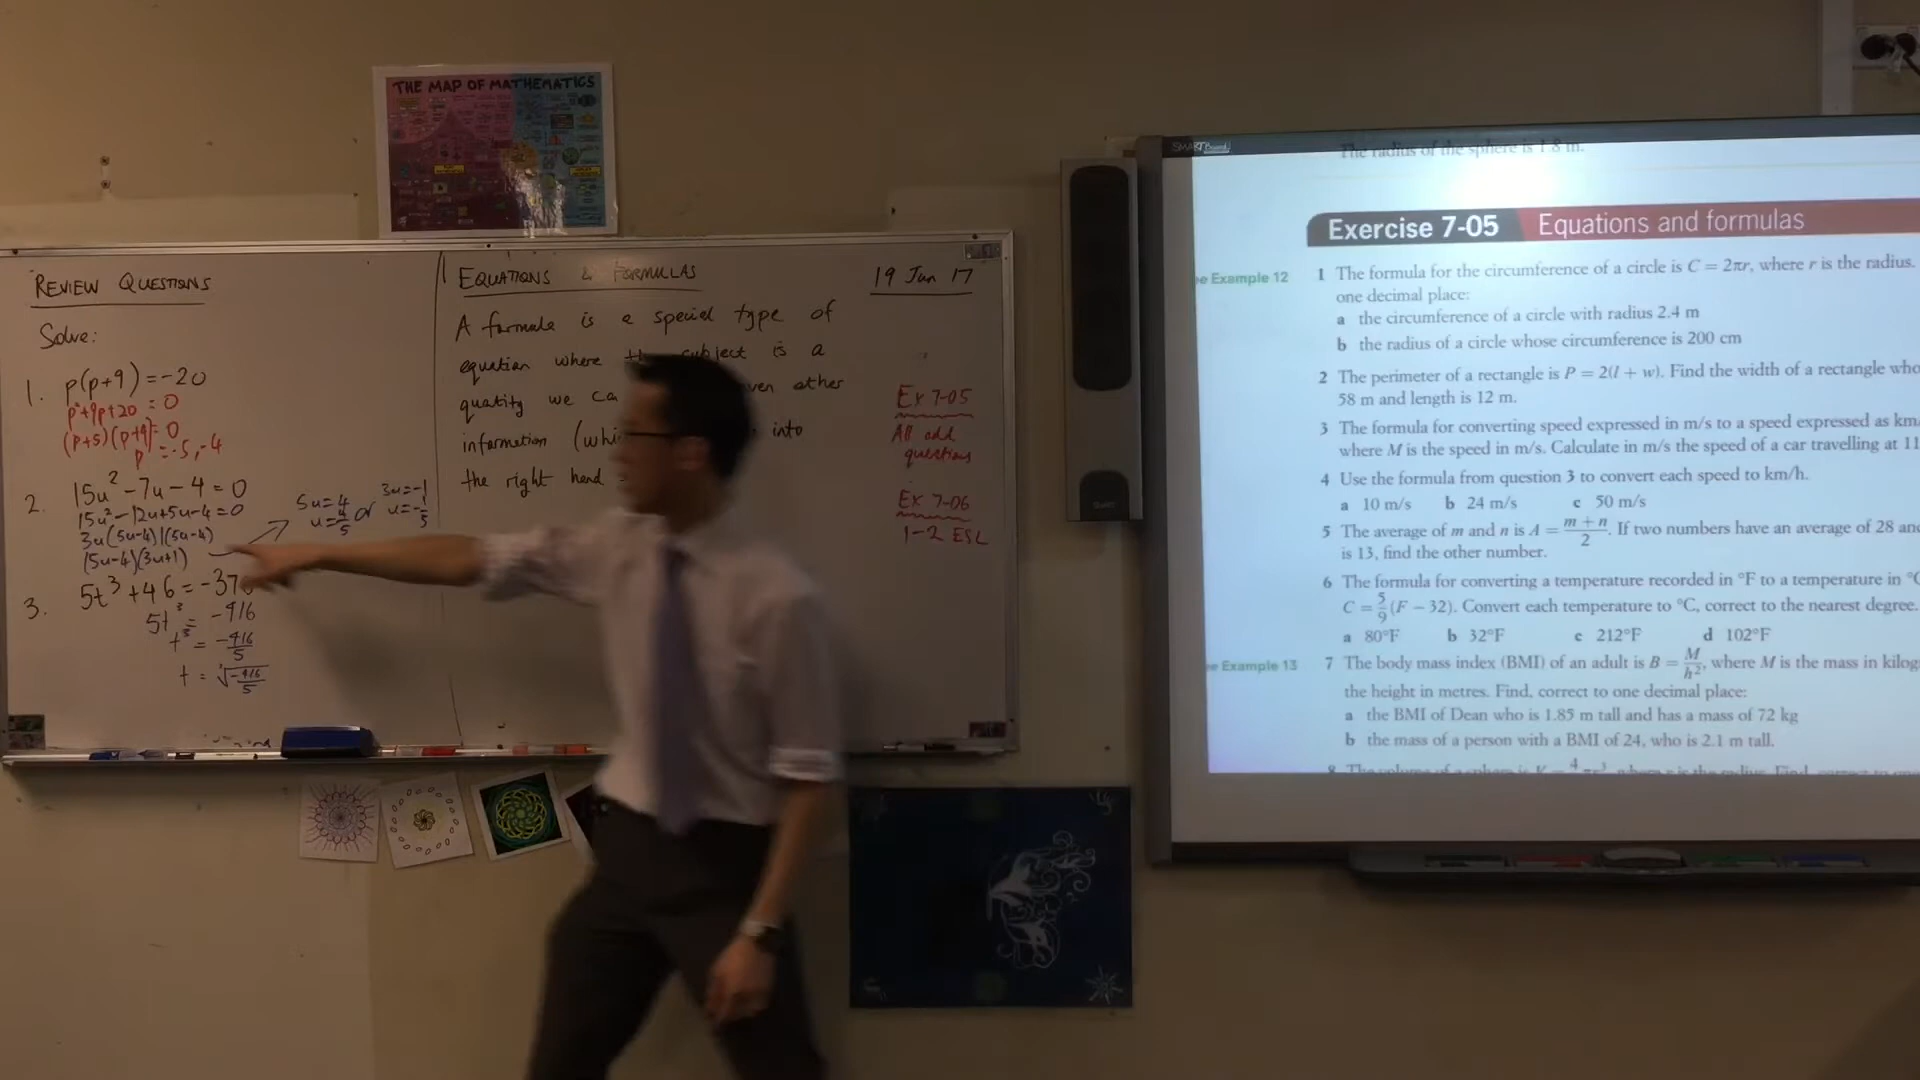 THE MAP OF MATHEMATICS
REVIEW QUESTIONS
Solve:
1. p(p+9) = -20
p²+9p+20 = 0
(p+5)(p+4) = 0
p = -5, -4
2. 15u² - 7u - 4 = 0
15u² - 12u + 5u - 4 = 0
3u(5u-4)1(5u-4)
(5u-4)(3u+1)
5u = 4
u = 4/5
or
3u = -1
3. 5t³ + 46 = -37
5t³ = -416
t³ = -416/5
t = ∛(-416/5)
EQUATIONS & FORMULAS
19 Jun 17
A formula is a special type of
equation where subject is a
quatity we other
information into
the right hand
Ex 7-05
All odd
questions
Ex 7-06
1-2 ESL
SMART Board
The radius of the sphere is 1.8 m.
Exercise 7-05 Equations and formulas
e Example 12
1 The formula for the circumference of a circle is C = 2πr, where r is the radius.
one decimal place:
a the circumference of a circle with radius 2.4 m
b the radius of a circle whose circumference is 200 cm
2 The perimeter of a rectangle is P = 2(l + w). Find the width of a rectangle who
58 m and length is 12 m.
3 The formula for converting speed expressed in m/s to a speed expressed as km
where M is the speed in m/s. Calculate in m/s the speed of a car travelling at 11
4 Use the formula from question 3 to convert each speed to km/h.
a 10 m/s b 24 m/s c 50 m/s
5 The average of m and n is A = (m + n)/2. If two numbers have an average of 28 and
is 13, find the other number.
6 The formula for converting a temperature recorded in °F to a temperature in °C
C = 5/9 (F − 32). Convert each temperature to °C, correct to the nearest degree.
a 80°F b 32°F c 212°F d 102°F
e Example 13
7 The body mass index (BMI) of an adult is B = M/h², where M is the mass in kilog
the height in metres. Find, correct to one decimal place:
a the BMI of Dean who is 1.85 m tall and has a mass of 72 kg
b the mass of a person with a BMI of 24, who is 2.1 m tall.